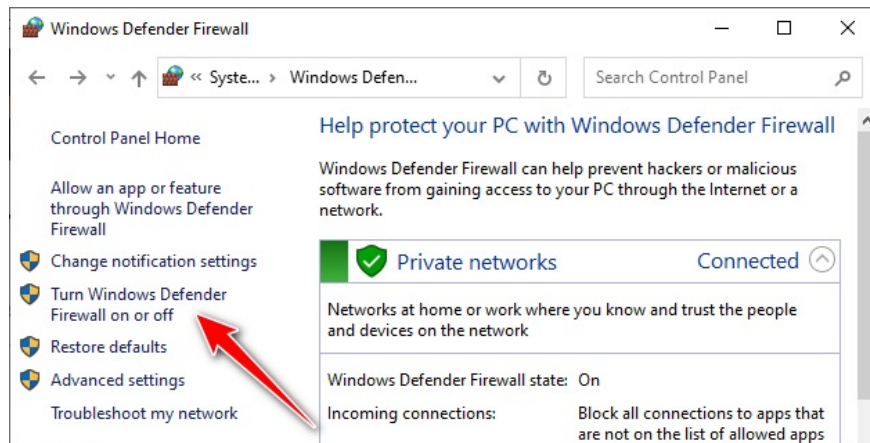 Windows Defender Firewall
« Syste... › Windows Defen...
Search Control Panel
Control Panel Home
Allow an app or feature
through Windows Defender
Firewall
Change notification settings
Turn Windows Defender
Firewall on or off
Restore defaults
Advanced settings
Troubleshoot my network
Help protect your PC with Windows Defender Firewall
Windows Defender Firewall can help prevent hackers or malicious
software from gaining access to your PC through the Internet or a
network.
Private networks Connected
Networks at home or work where you know and trust the people
and devices on the network
Windows Defender Firewall state: On
Incoming connections: Block all connections to apps that
are not on the list of allowed apps